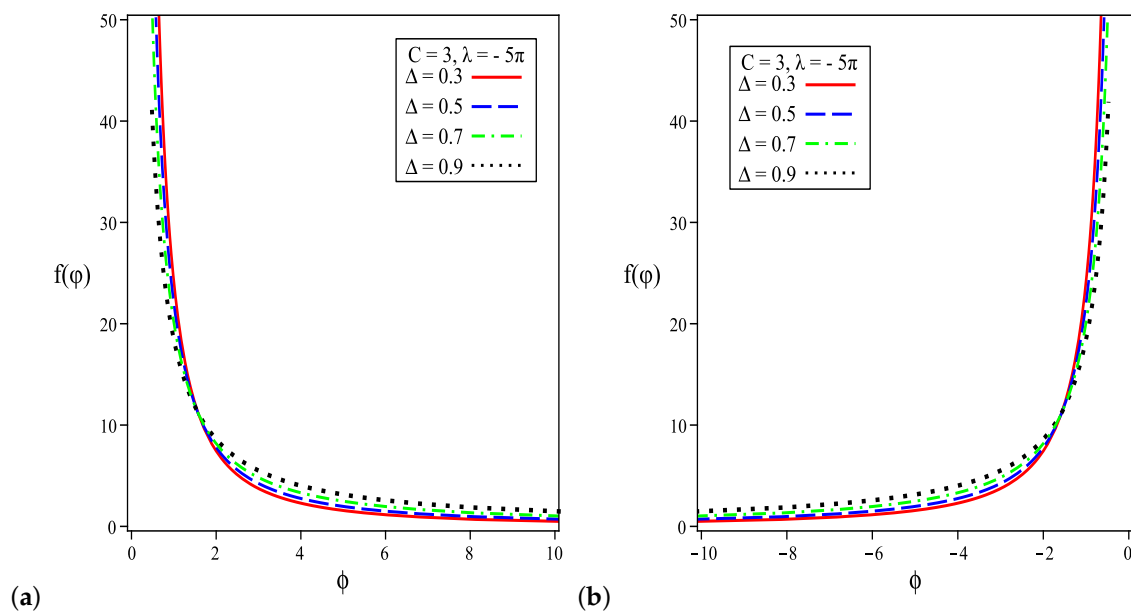 50
40
30
20
10
0
f(φ)
C = 3, λ = - 5π
Δ = 0.3
Δ = 0.5
Δ = 0.7
Δ = 0.9
0 2 4 6 8 10
ϕ
(a)
50
40
30
20
10
0
f(φ)
C = 3, λ = - 5π
Δ = 0.3
Δ = 0.5
Δ = 0.7
Δ = 0.9
−10 −8 −6 −4 −2 0
ϕ
(b)